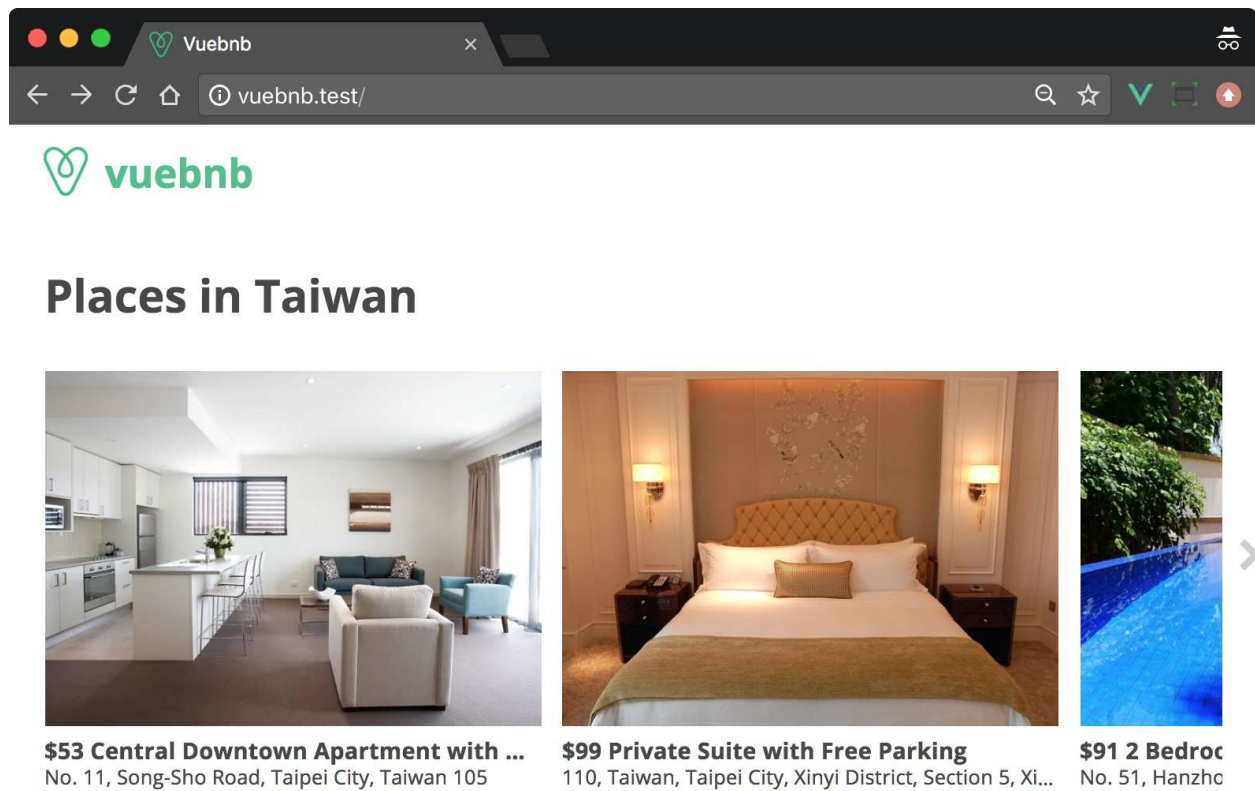 Vuebnb
vuebnb.test/
vuebnb
Places in Taiwan
$53 Central Downtown Apartment with ...
No. 11, Song-Sho Road, Taipei City, Taiwan 105
$99 Private Suite with Free Parking
110, Taiwan, Taipei City, Xinyi District, Section 5, Xi...
$91 2 Bedroo
No. 51, Hanzho